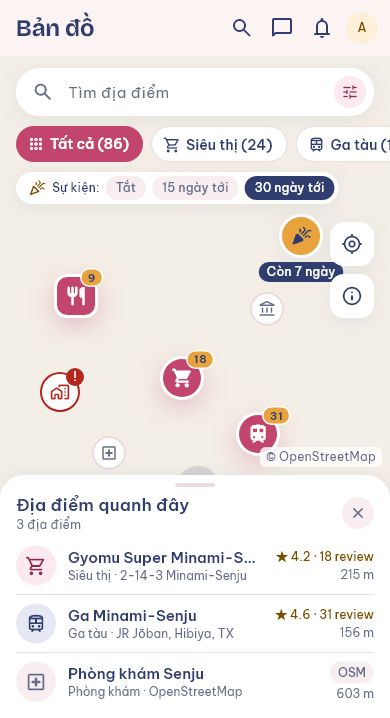 Bản đồ
A
Tìm địa điểm
Tất cả (86)
Siêu thị (24)
Ga tàu (1
Sự kiện:
Tắt
15 ngày tới
30 ngày tới
Còn 7 ngày
9
18
!
31
© OpenStreetMap
Địa điểm quanh đây
3 địa điểm
Gyomu Super Minami-S...
★ 4.2 · 18 review
Siêu thị · 2-14-3 Minami-Senju
215 m
Ga Minami-Senju
★ 4.6 · 31 review
Ga tàu · JR Jōban, Hibiya, TX
156 m
Phòng khám Senju
OSM
Phòng khám · OpenStreetMap
603 m